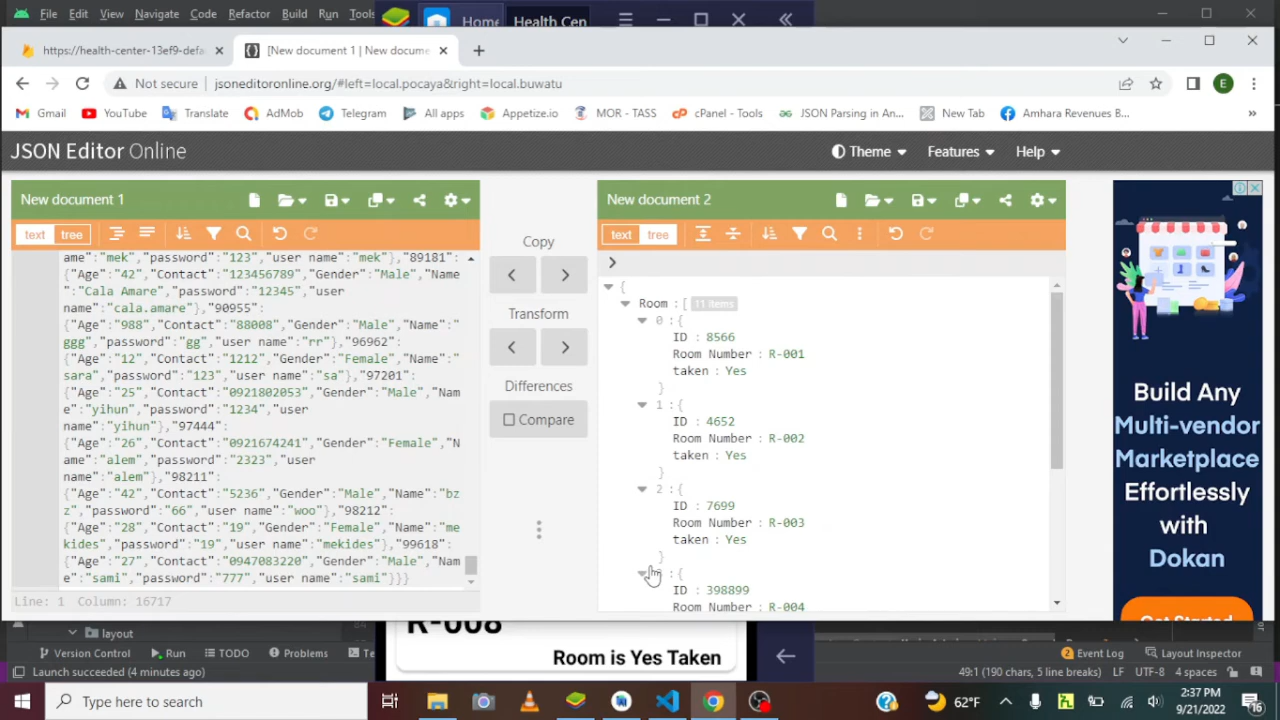 File Edit View Navigate Code Refactor Build Run Tools
Home Health Cen
https://health-center-13ef9-defa
[New document 1 | New docume
Not secure jsoneditoronline.org/#left=local.pocaya&right=local.buwatu
E
Gmail YouTube Translate AdMob Telegram All apps Appetize.io MOR - TASS cPanel - Tools JSON Parsing in An... New Tab Amhara Revenues B...
JSON Editor Online
Theme Features Help
New document 1
text tree
ame":"mek","password":"123","user name":"mek"},"89181":
{"Age":"42","Contact":"123456789","Gender":"Male","Name
":"Cala Amare","password":"12345","user
name":"cala.amare"},"90955":
{"Age":"988","Contact":"88008","Gender":"Male","Name":"
ggg","password":"gg","user name":"rr"},"96962":
{"Age":"12","Contact":"1212","Gender":"Female","Name":"
sara","password":"123","user name":"sa"},"97201":
{"Age":"25","Contact":"0921802053","Gender":"Male","Nam
e":"yihun","password":"1234","user
name":"yihun"},"97444":
{"Age":"26","Contact":"0921674241","Gender":"Female","N
ame":"alem","password":"2323","user
name":"alem"},"98211":
{"Age":"42","Contact":"5236","Gender":"Male","Name":"bz
z","password":"66","user name":"woo"},"98212":
{"Age":"28","Contact":"19","Gender":"Female","Name":"me
kides","password":"19","user name":"mekides"},"99618":
{"Age":"27","Contact":"0947083220","Gender":"Male","Nam
e":"sami","password":"777","user name":"sami"}}}
Line: 1 Column: 16717
Copy
Transform
Differences
Compare
New document 2
text tree
{
Room : [ 11 items
0 : {
ID : 8566
Room Number : R-001
taken : Yes
}
1 : {
ID : 4652
Room Number : R-002
taken : Yes
}
2 : {
ID : 7699
Room Number : R-003
taken : Yes
}
: {
ID : 398899
Room Number : R-004
Build Any
Multi-vendor
Marketplace
Effortlessly
with
Dokan
Get Started
layout
R-008
Room is Yes Taken
Version Control Run TODO Problems Te
Event Log Layout Inspector
Launch succeeded (4 minutes ago)
49:1 (190 chars, 5 line breaks) LF UTF-8 4 spaces
Type here to search
62°F
2:37 PM
9/21/2022
16